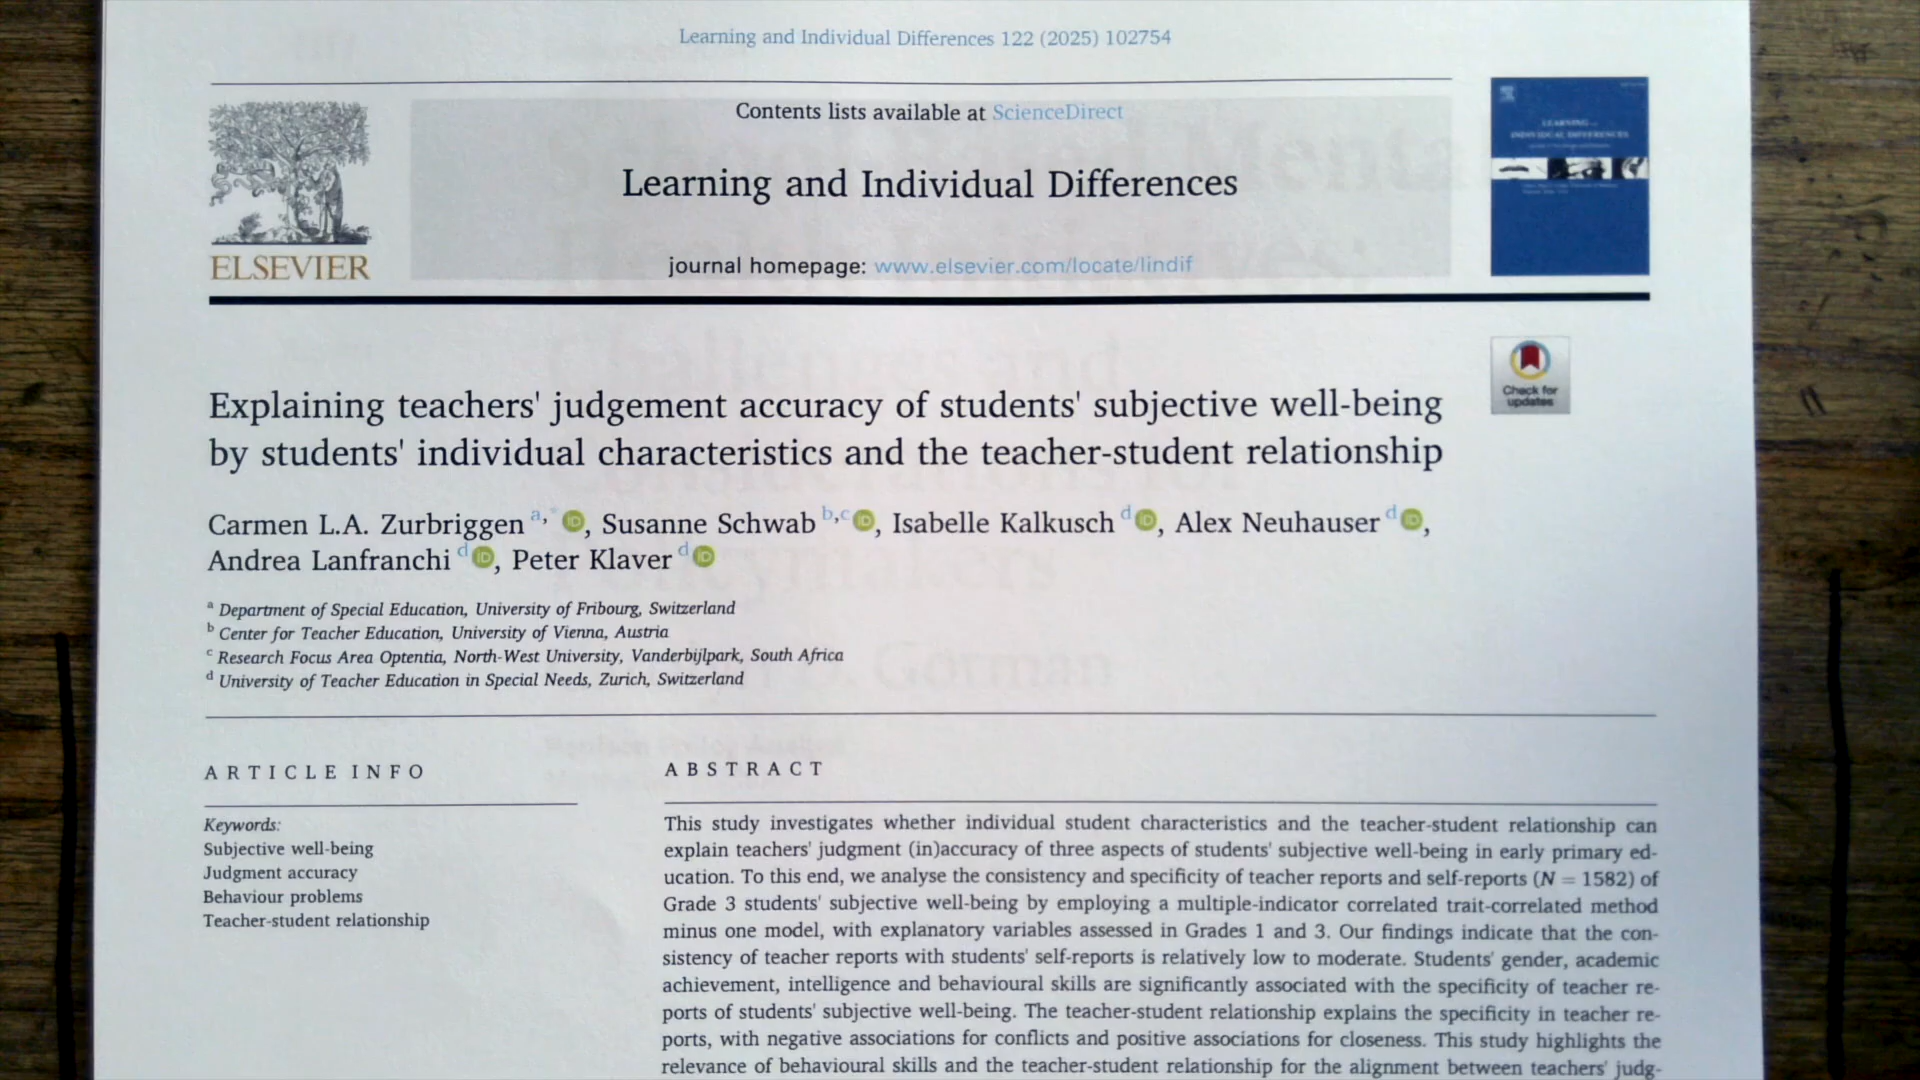 Learning and Individual Differences 122 (2025) 102754
Contents lists available at ScienceDirect
Learning and Individual Differences
journal homepage: www.elsevier.com/locate/lindif
ELSEVIER
LEARNING AND
INDIVIDUAL DIFFERENCES
Check for
updates
Explaining teachers' judgement accuracy of students' subjective well-being
by students' individual characteristics and the teacher-student relationship
Carmen L.A. Zurbriggen a,* iD, Susanne Schwab b,c iD, Isabelle Kalkusch d iD, Alex Neuhauser d iD,
Andrea Lanfranchi d iD, Peter Klaver d iD
a Department of Special Education, University of Fribourg, Switzerland
b Center for Teacher Education, University of Vienna, Austria
c Research Focus Area Optentia, North-West University, Vanderbijlpark, South Africa
d University of Teacher Education in Special Needs, Zurich, Switzerland
ARTICLE INFO
Keywords:
Subjective well-being
Judgment accuracy
Behaviour problems
Teacher-student relationship
ABSTRACT
This study investigates whether individual student characteristics and the teacher-student relationship can
explain teachers' judgment (in)accuracy of three aspects of students' subjective well-being in early primary ed-
ucation. To this end, we analyse the consistency and specificity of teacher reports and self-reports (N = 1582) of
Grade 3 students' subjective well-being by employing a multiple-indicator correlated trait-correlated method
minus one model, with explanatory variables assessed in Grades 1 and 3. Our findings indicate that the con-
sistency of teacher reports with students' self-reports is relatively low to moderate. Students' gender, academic
achievement, intelligence and behavioural skills are significantly associated with the specificity of teacher re-
ports of students' subjective well-being. The teacher-student relationship explains the specificity in teacher re-
ports, with negative associations for conflicts and positive associations for closeness. This study highlights the
relevance of behavioural skills and the teacher-student relationship for the alignment between teachers' judg-